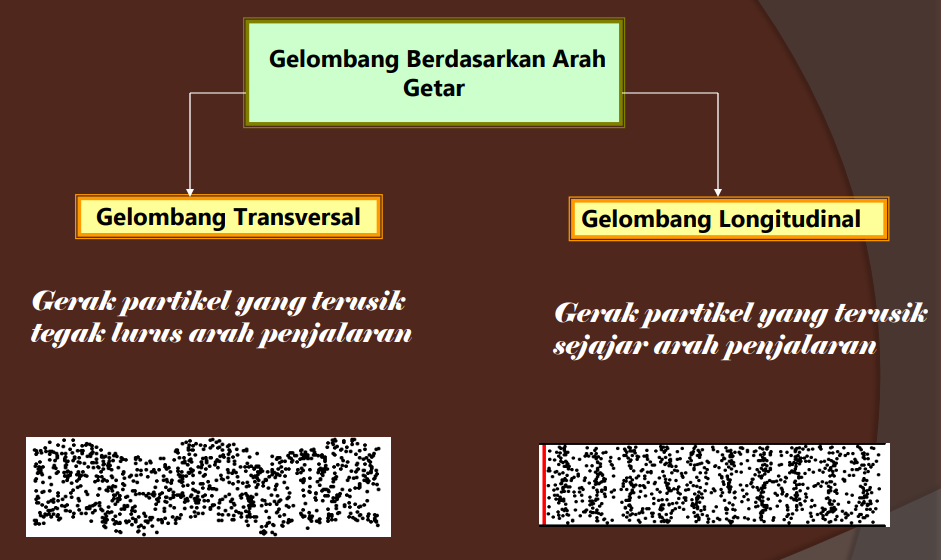 Gelombang Berdasarkan Arah
Getar
Gelombang Transversal
Gelombang Longitudinal
Gerak partikel yang terusik
tegak lurus arah penjalaran
Gerak partikel yang terusik
sejajar arah penjalaran